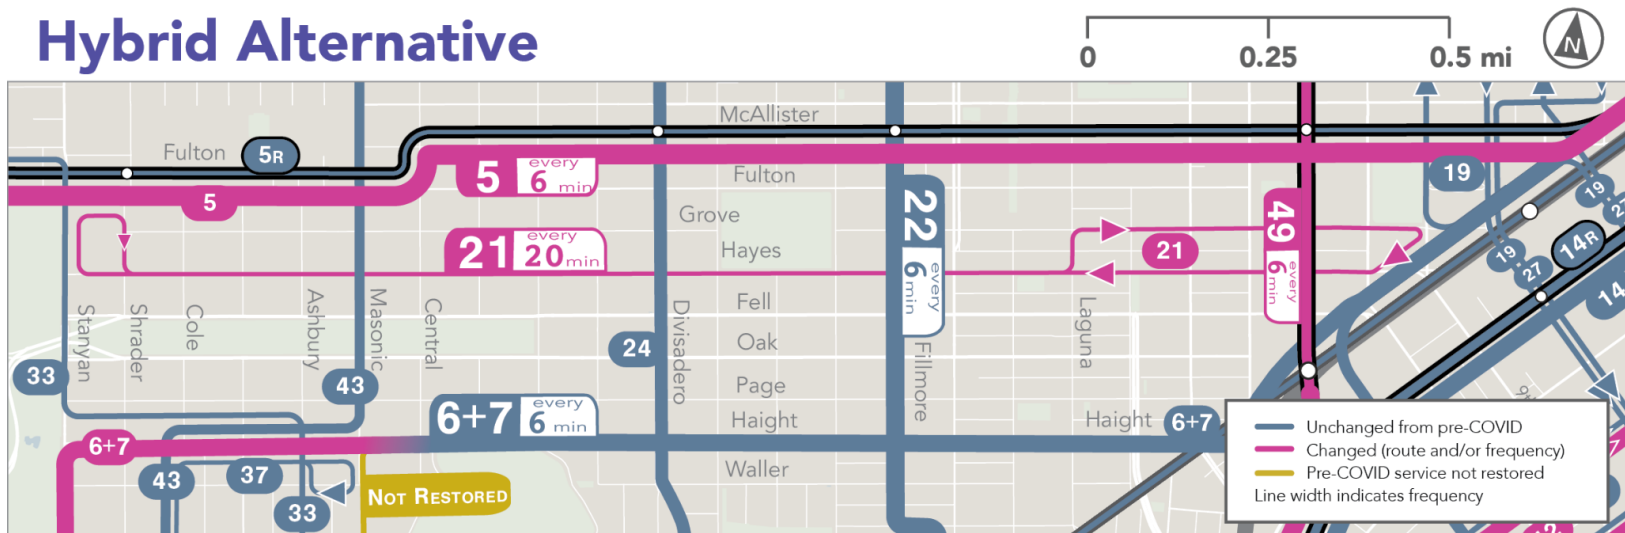 Hybrid Alternative
0
0.25
0.5 mi
N
McAllister
Fulton
5R
5
every
6
min
Fulton
5
19
19
27
22
every
6
min
49
every
6
min
Grove
Hayes
21
every
20 min
21
14R
19
27
14
Stanyan
Shrader
Cole
Ashbury
Masonic
Central
Divisadero
Fillmore
Laguna
Fell
Oak
Page
Haight
Waller
24
33
43
6+7
every
6
min
Haight
6+7
6+7
43
37
33
NOT RESTORED
Unchanged from pre-COVID
Changed (route and/or frequency)
Pre-COVID service not restored
Line width indicates frequency